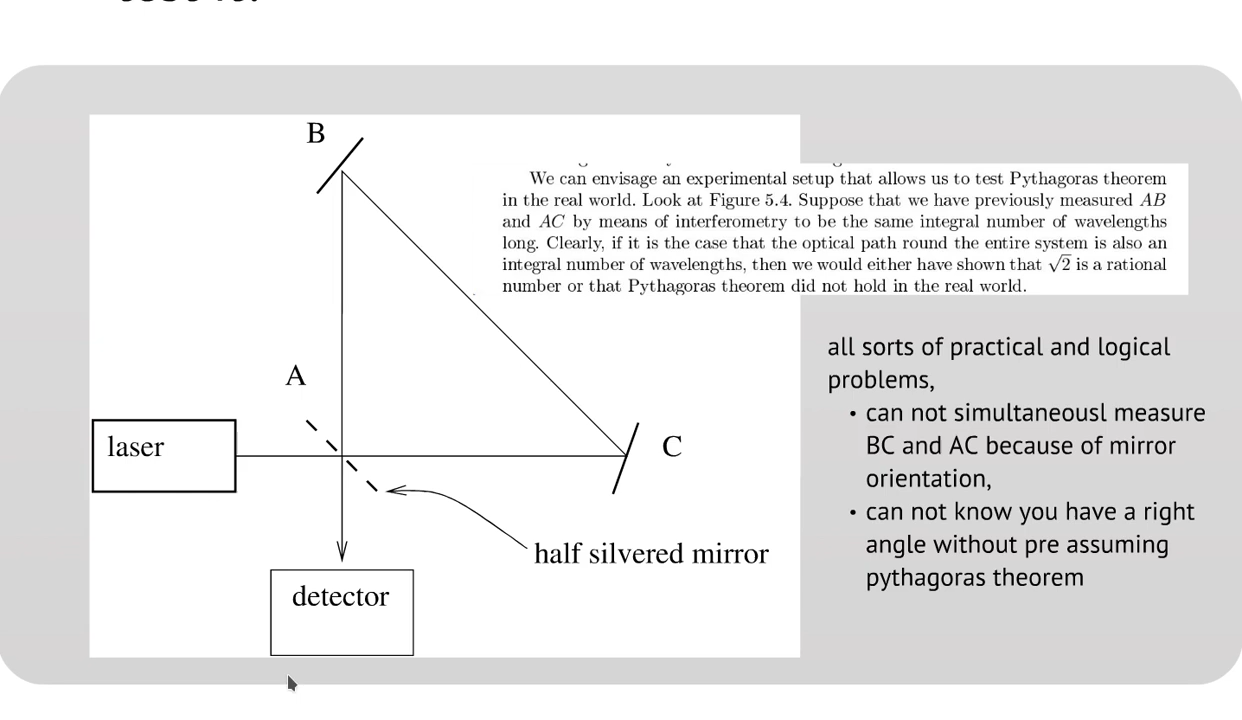 B
We can envisage an experimental setup that allows us to test Pythagoras theorem
in the real world. Look at Figure 5.4. Suppose that we have previously measured AB
and AC by means of interferometry to be the same integral number of wavelengths
long. Clearly, if it is the case that the optical path round the entire system is also an
integral number of wavelengths, then we would either have shown that √2 is a rational
number or that Pythagoras theorem did not hold in the real world.
all sorts of practical and logical
problems,
• can not simultaneousl measure
BC and AC because of mirror
orientation,
• can not know you have a right
angle without pre assuming
pythagoras theorem
A
laser
C
half silvered mirror
detector